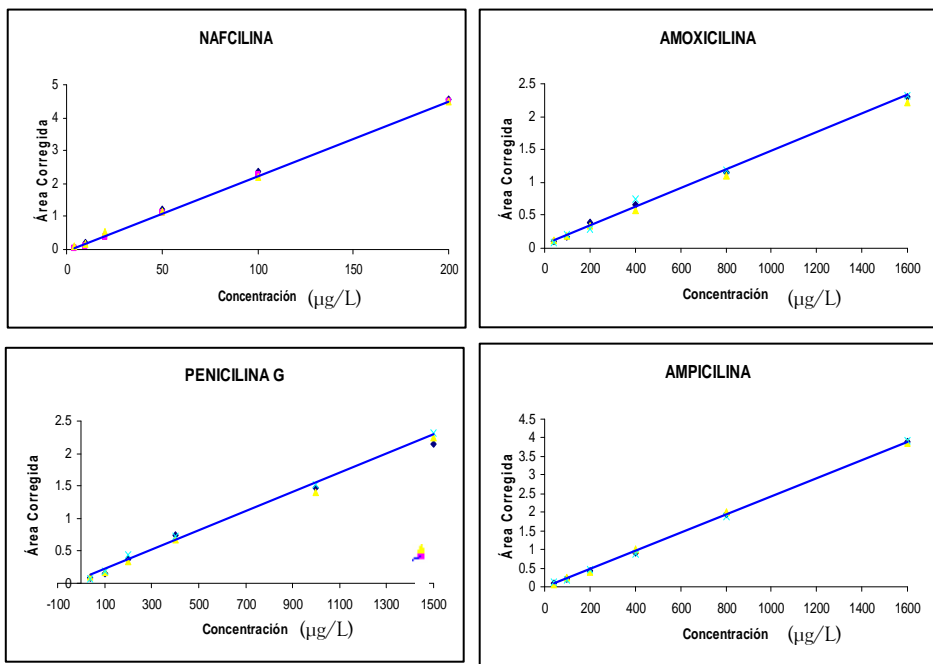 NAFCILINA
5
4
3
2
1
0
0 50 100 150 200
Área Corregida
Concentración (µg/L)
AMOXICILINA
2.5
2
1.5
1
0.5
0
0 200 400 600 800 1000 1200 1400 1600
Área Corregida
Concentración (µg/L)
PENICILINA G
2.5
2
1.5
1
0.5
0
-100 100 300 500 700 900 1100 1300 1500
Área Corregida
Concentración (µg/L)
AMPICILINA
4.5
4
3.5
3
2.5
2
1.5
1
0.5
0
0 200 400 600 800 1000 1200 1400 1600
Área Corregida
Concentración (µg/L)